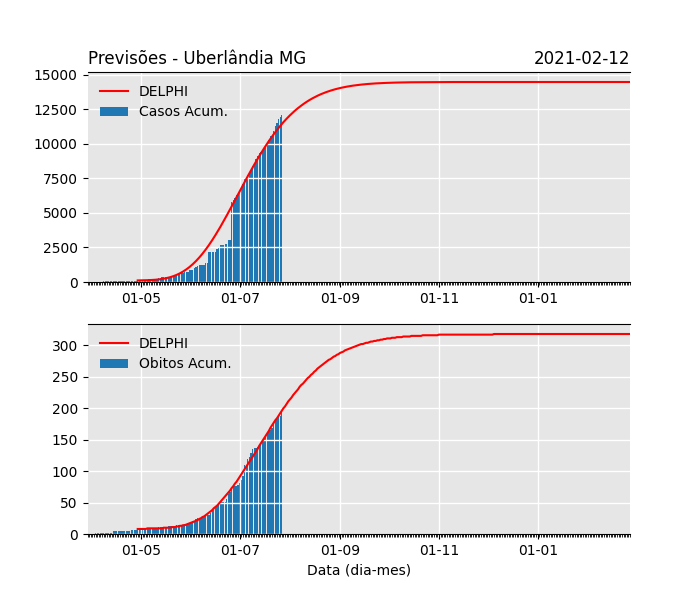 Previsões - Uberlândia MG 2021-02-12
15000
12500
10000
7500
5000
2500
0
DELPHI
Casos Acum.
01-05 01-07 01-09 01-11 01-01
300
250
200
150
100
50
0
DELPHI
Obitos Acum.
01-05 01-07 01-09 01-11 01-01
Data (dia-mes)